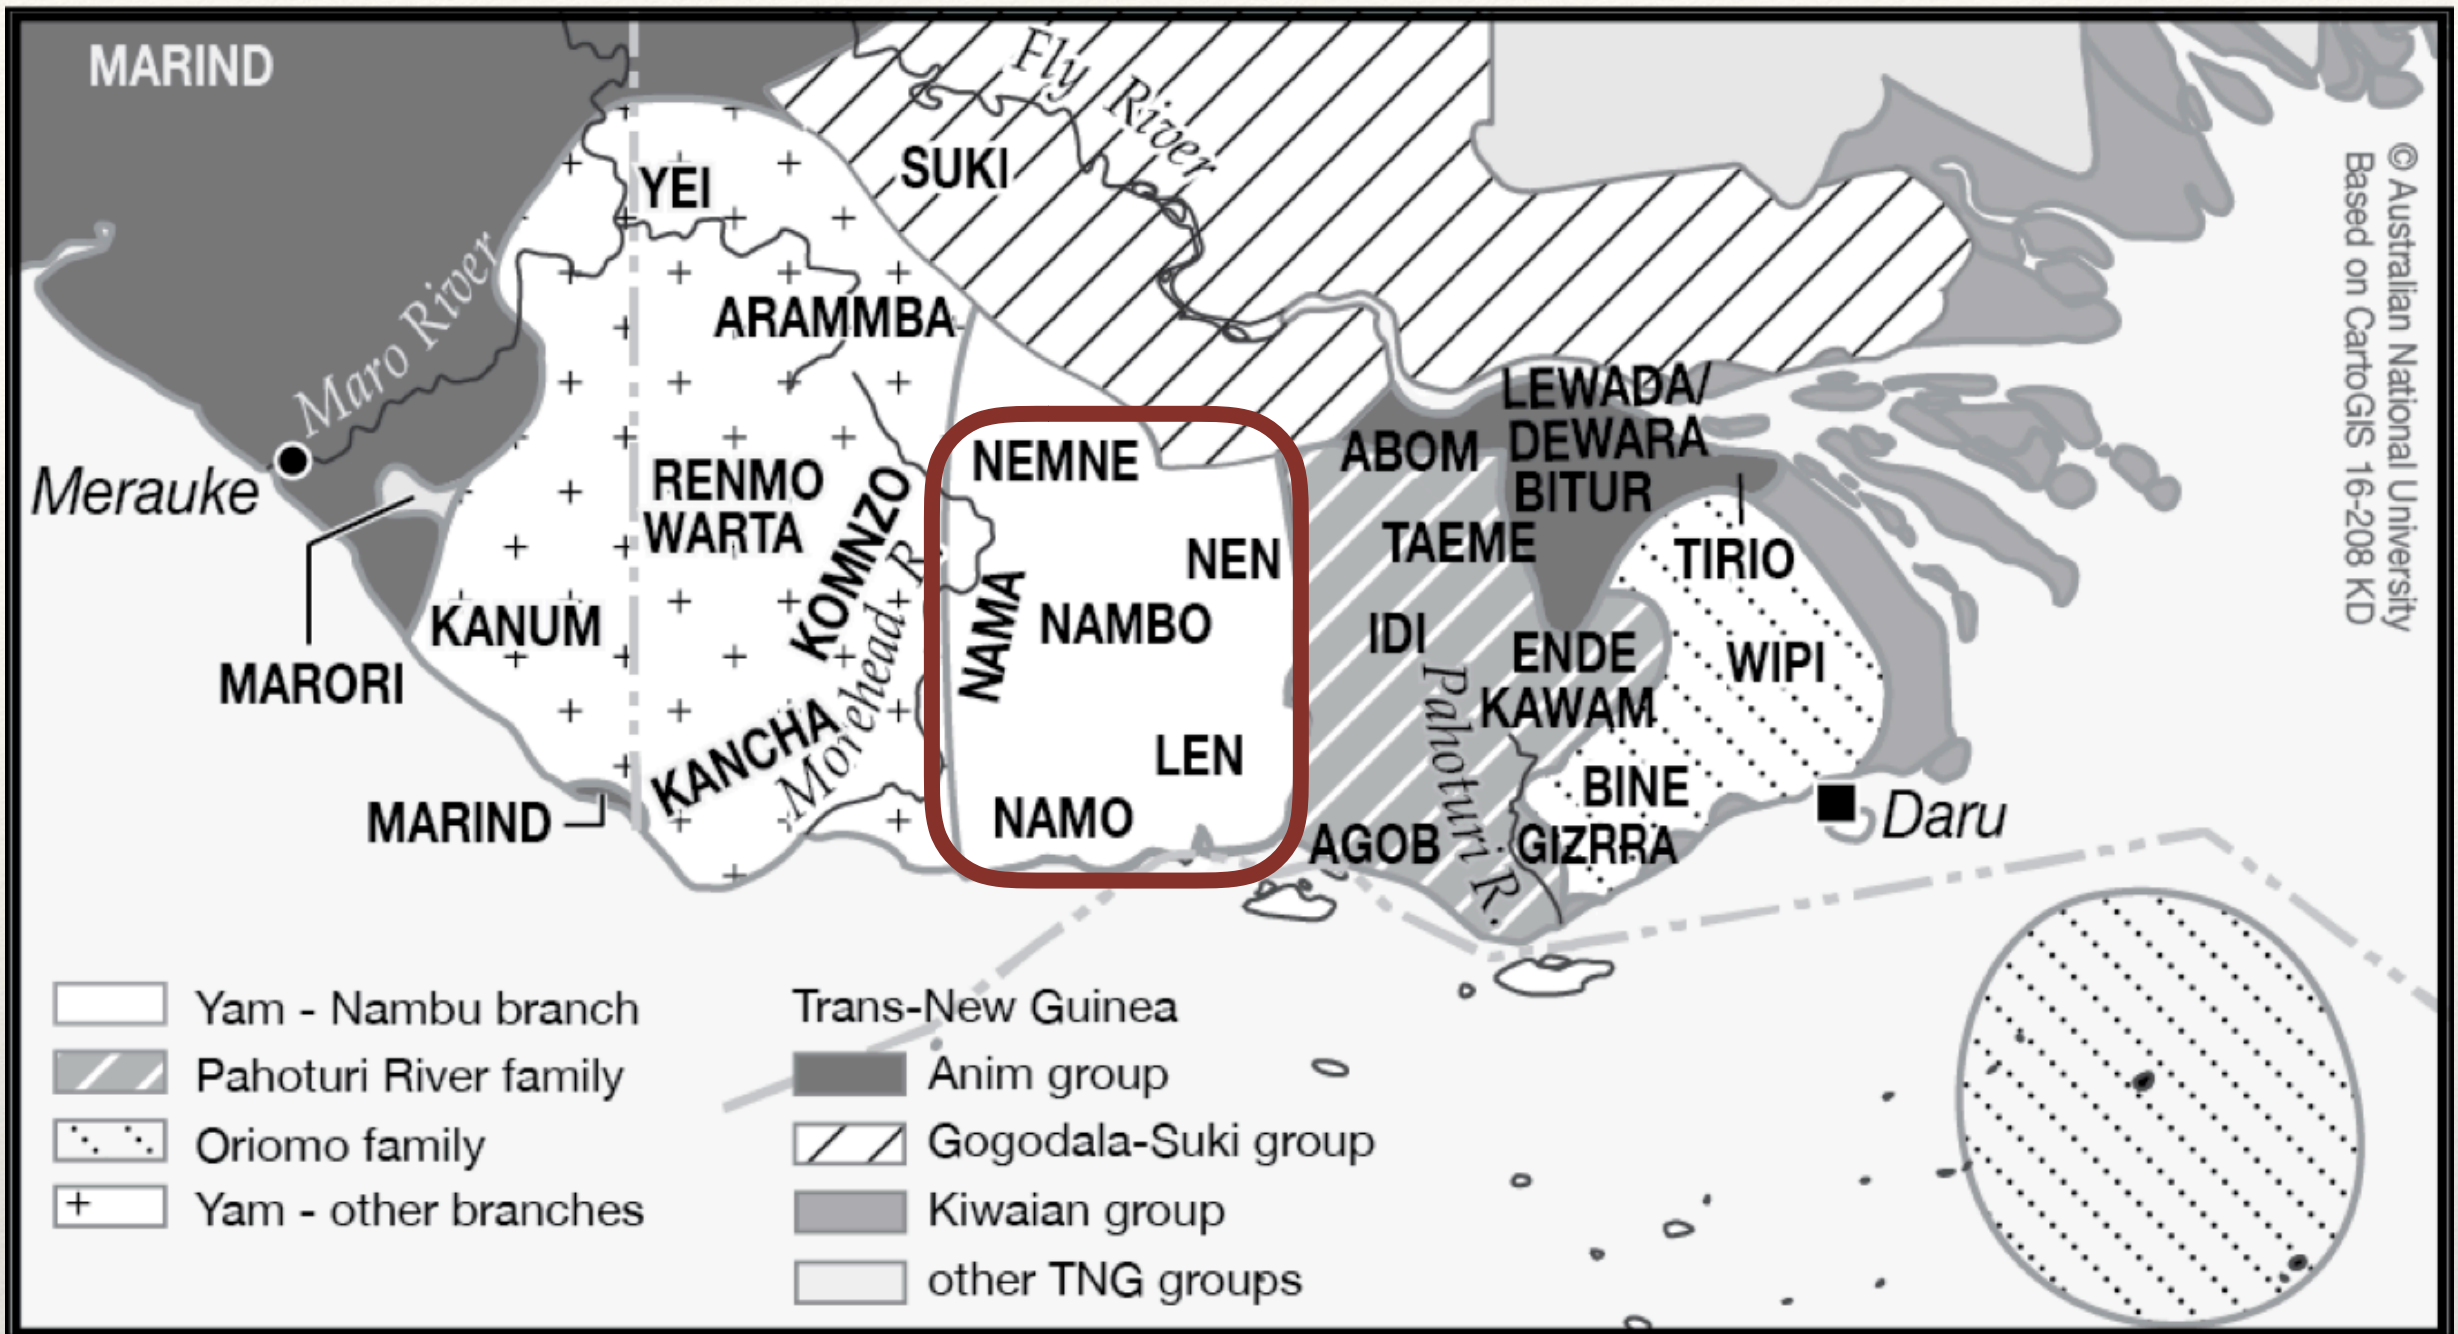 MARIND
Fly River
SUKI
YEI
© Australian National University
Based on CartoGIS 16-208 KD
Maro River
ARAMMBA
Merauke
LEWADA/
DEWARA
BITUR
ABOM
NEMNE
RENMO
WARTA
KOMNZO
Morehead R.
NEN
TAEME
TIRIO
NAMA
NAMBO
KANUM
IDI
ENDE
KAWAM
WIPI
MARORI
Pahoturi R.
KANCHA
LEN
BINE
GIZRRA
Daru
MARIND
NAMO
AGOB
Yam - Nambu branch
Pahoturi River family
Oriomo family
Yam - other branches
Trans-New Guinea
Anim group
Gogodala-Suki group
Kiwaian group
other TNG groups